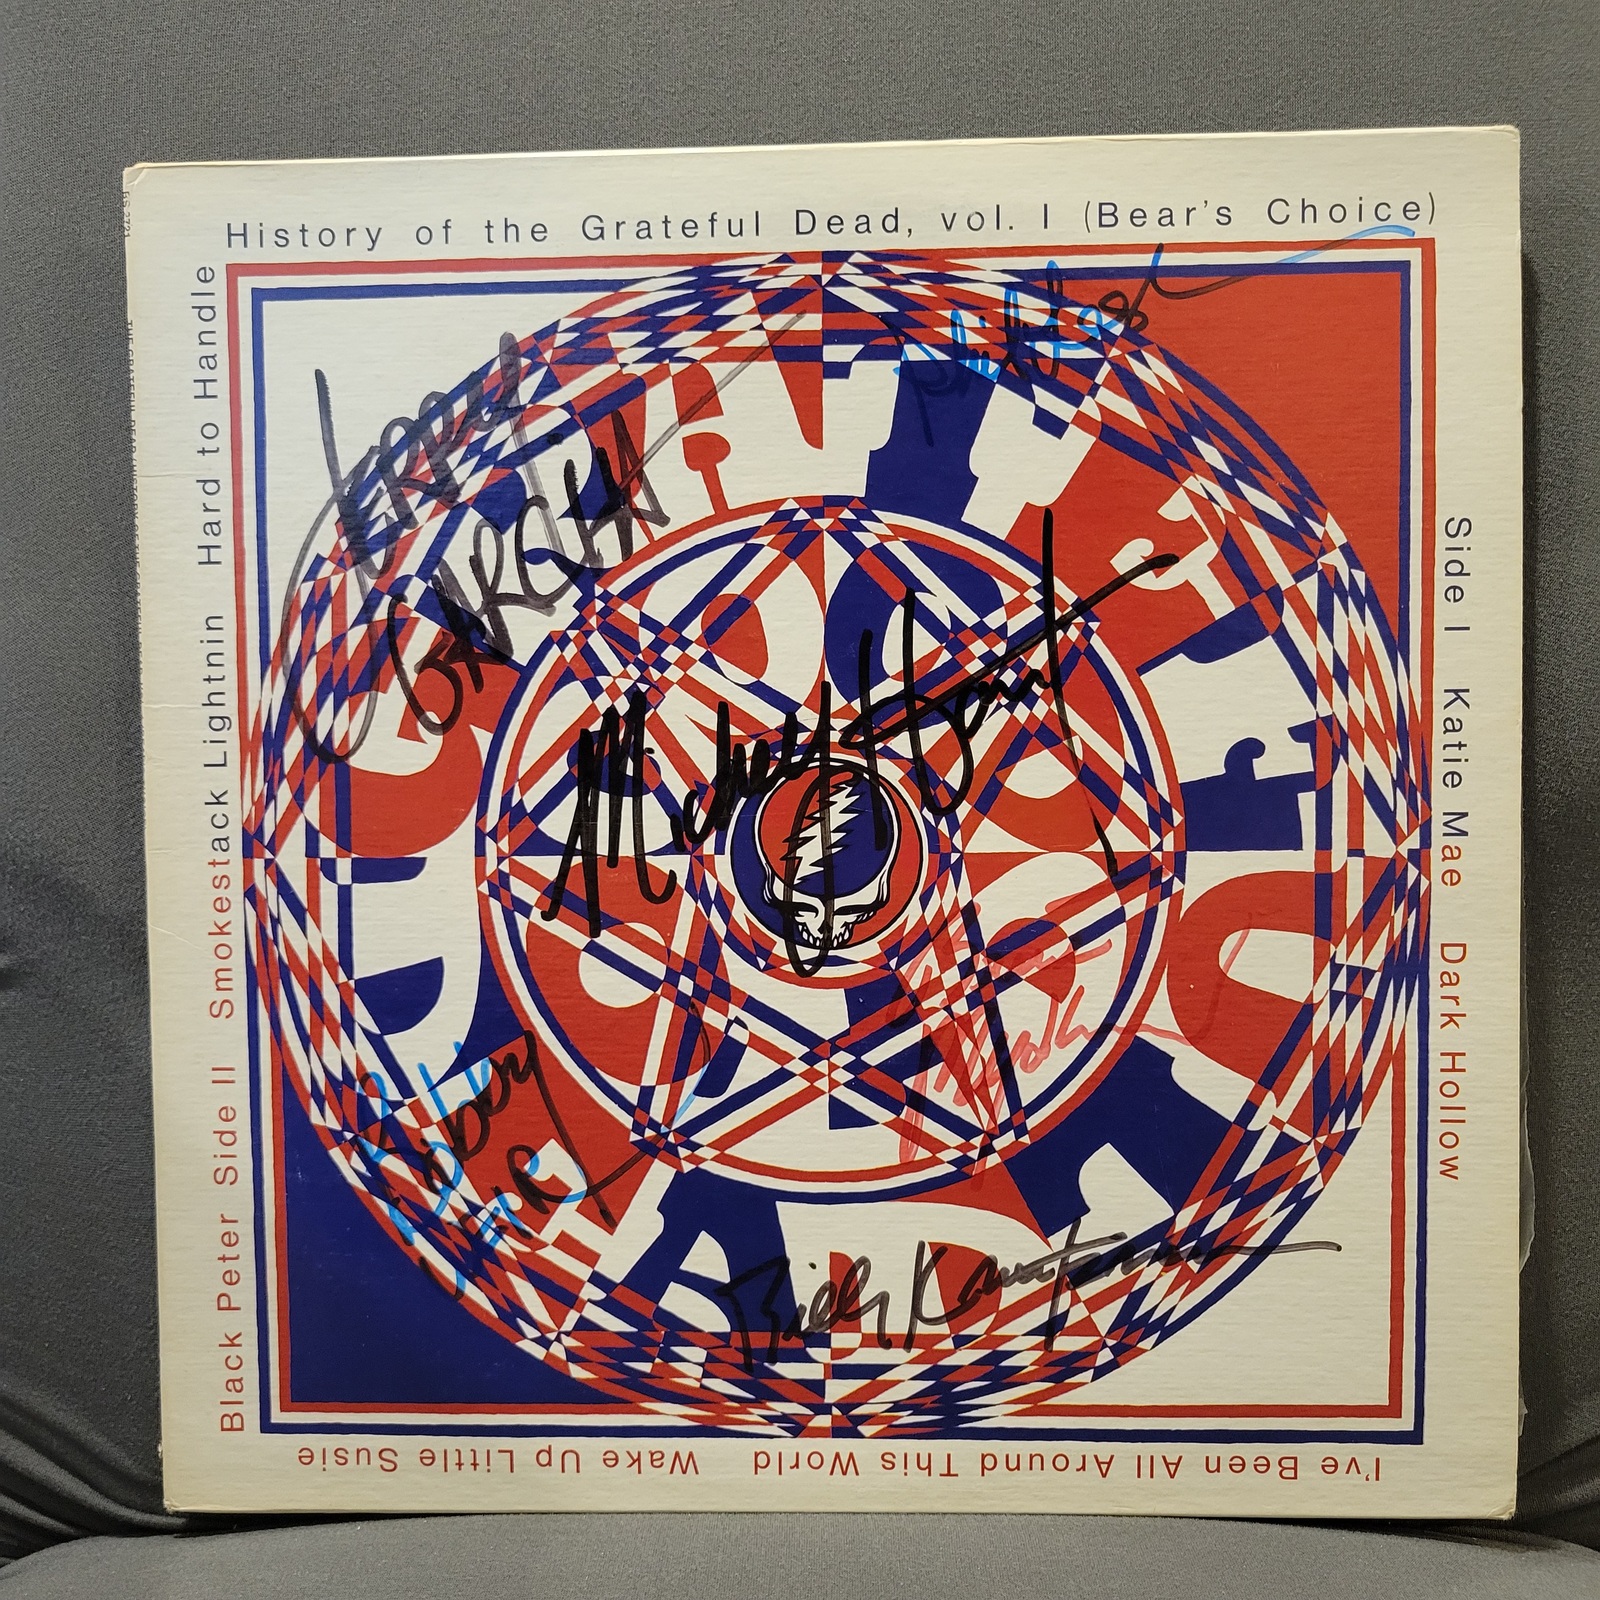 History of the Grateful Dead, vol. I (Bear's Choice)
Side I Katie Mae Dark Hollow
I've Been All Around This World Wake Up Little Susie
Black Peter Side II Smokestack Lightnin Hard to Handle
Jerry
Garcia
Phil Lesh
Mickey Hart
Bobby
Weir
Bill Kreutzmann